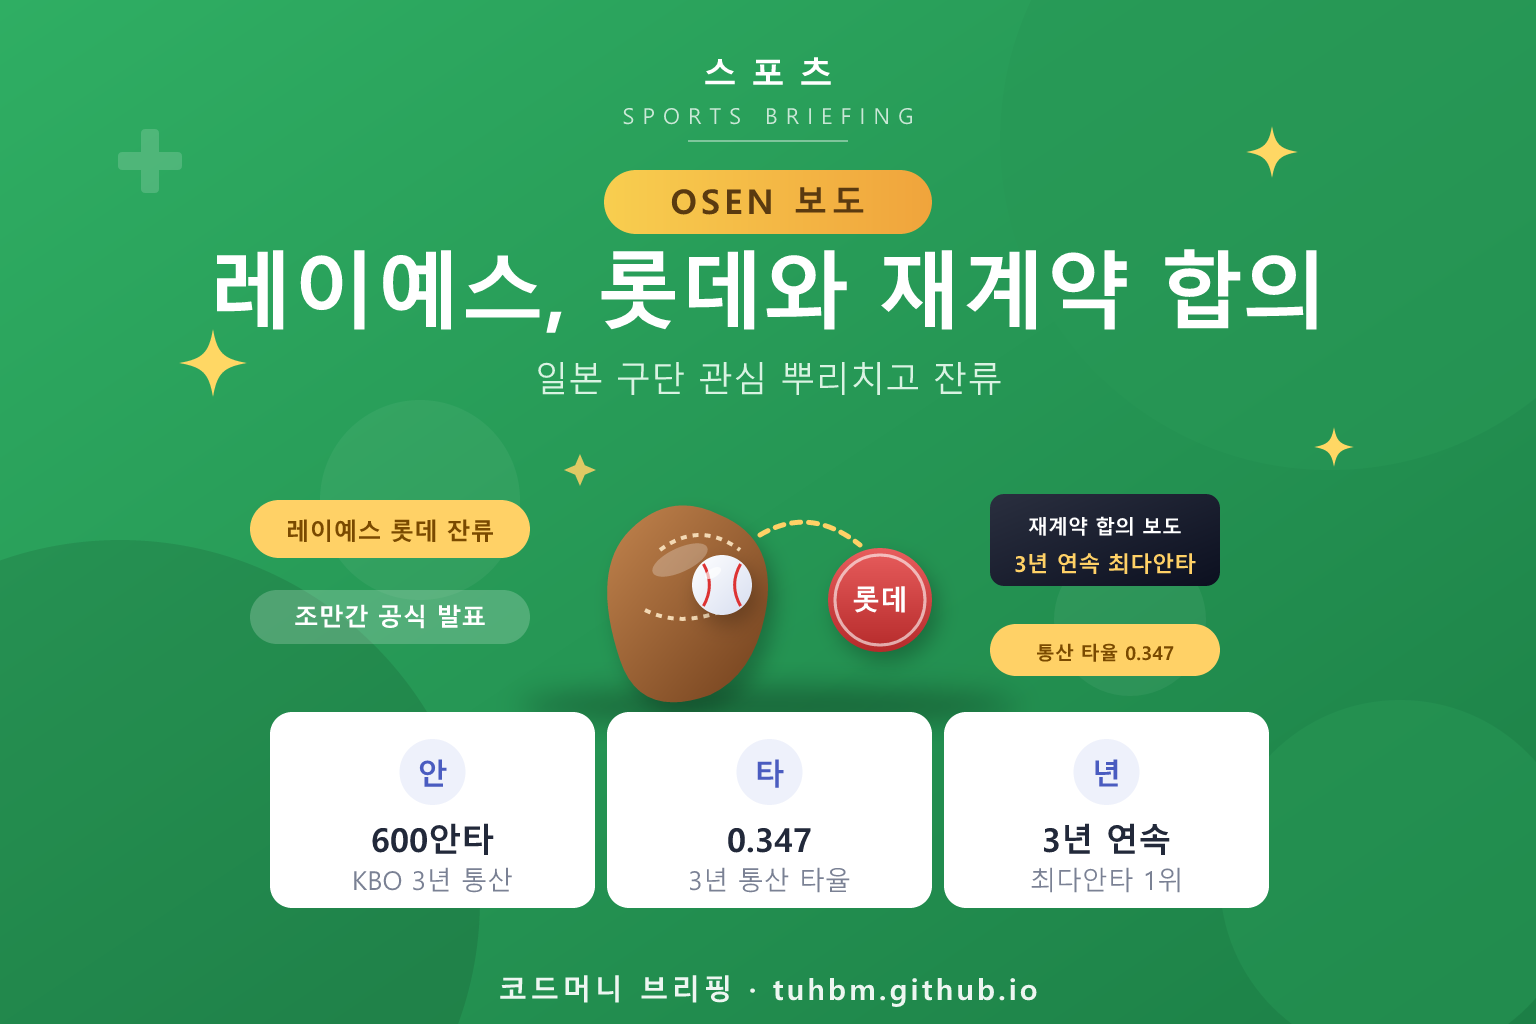 스포츠
SPORTS BRIEFING
OSEN 보도
레이예스, 롯데와 재계약 합의
일본 구단 관심 뿌리치고 잔류
레이예스 롯데 잔류
조만간 공식 발표
롯데
재계약 합의 보도
3년 연속 최다안타
통산 타율 0.347
안
600안타
KBO 3년 통산
타
0.347
3년 통산 타율
년
3년 연속
최다안타 1위
코드머니 브리핑 · tuhbm.github.io